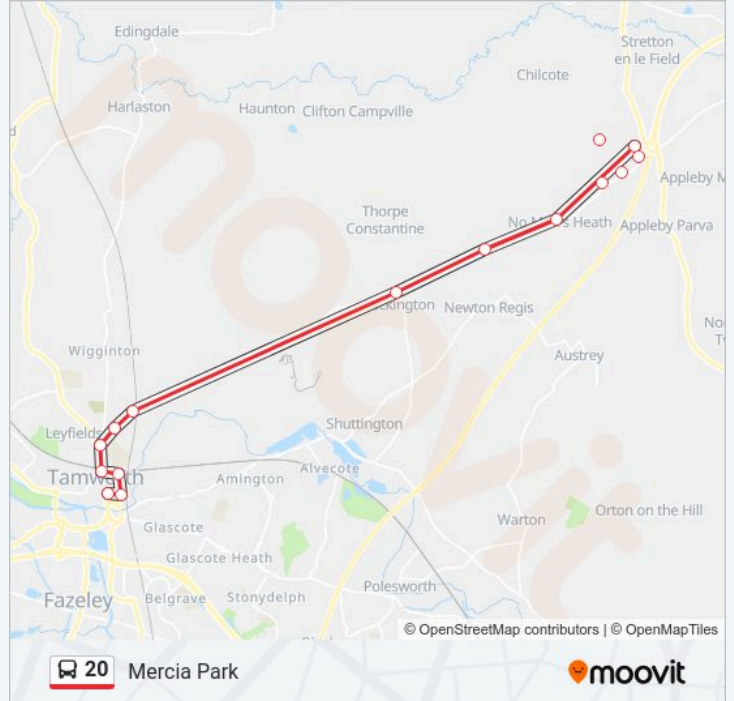 Edingdale
Stretton
en le Field
Chilcote
Harlaston
Haunton
Clifton Campville
Appleby M
Thorpe
Constantine
Heath
Appleby Parva
Newton Regis
Wigginton
Austrey
Shuttington
Leyfields
Alvecote
Tamworth
Amington
Orton on the Hill
Warton
Glascote
Glascote Heath
Polesworth
Belgrave
Stonydelph
Fazeley
© OpenStreetMap contributors | © OpenMapTiles
20 Mercia Park
moovit
moovit